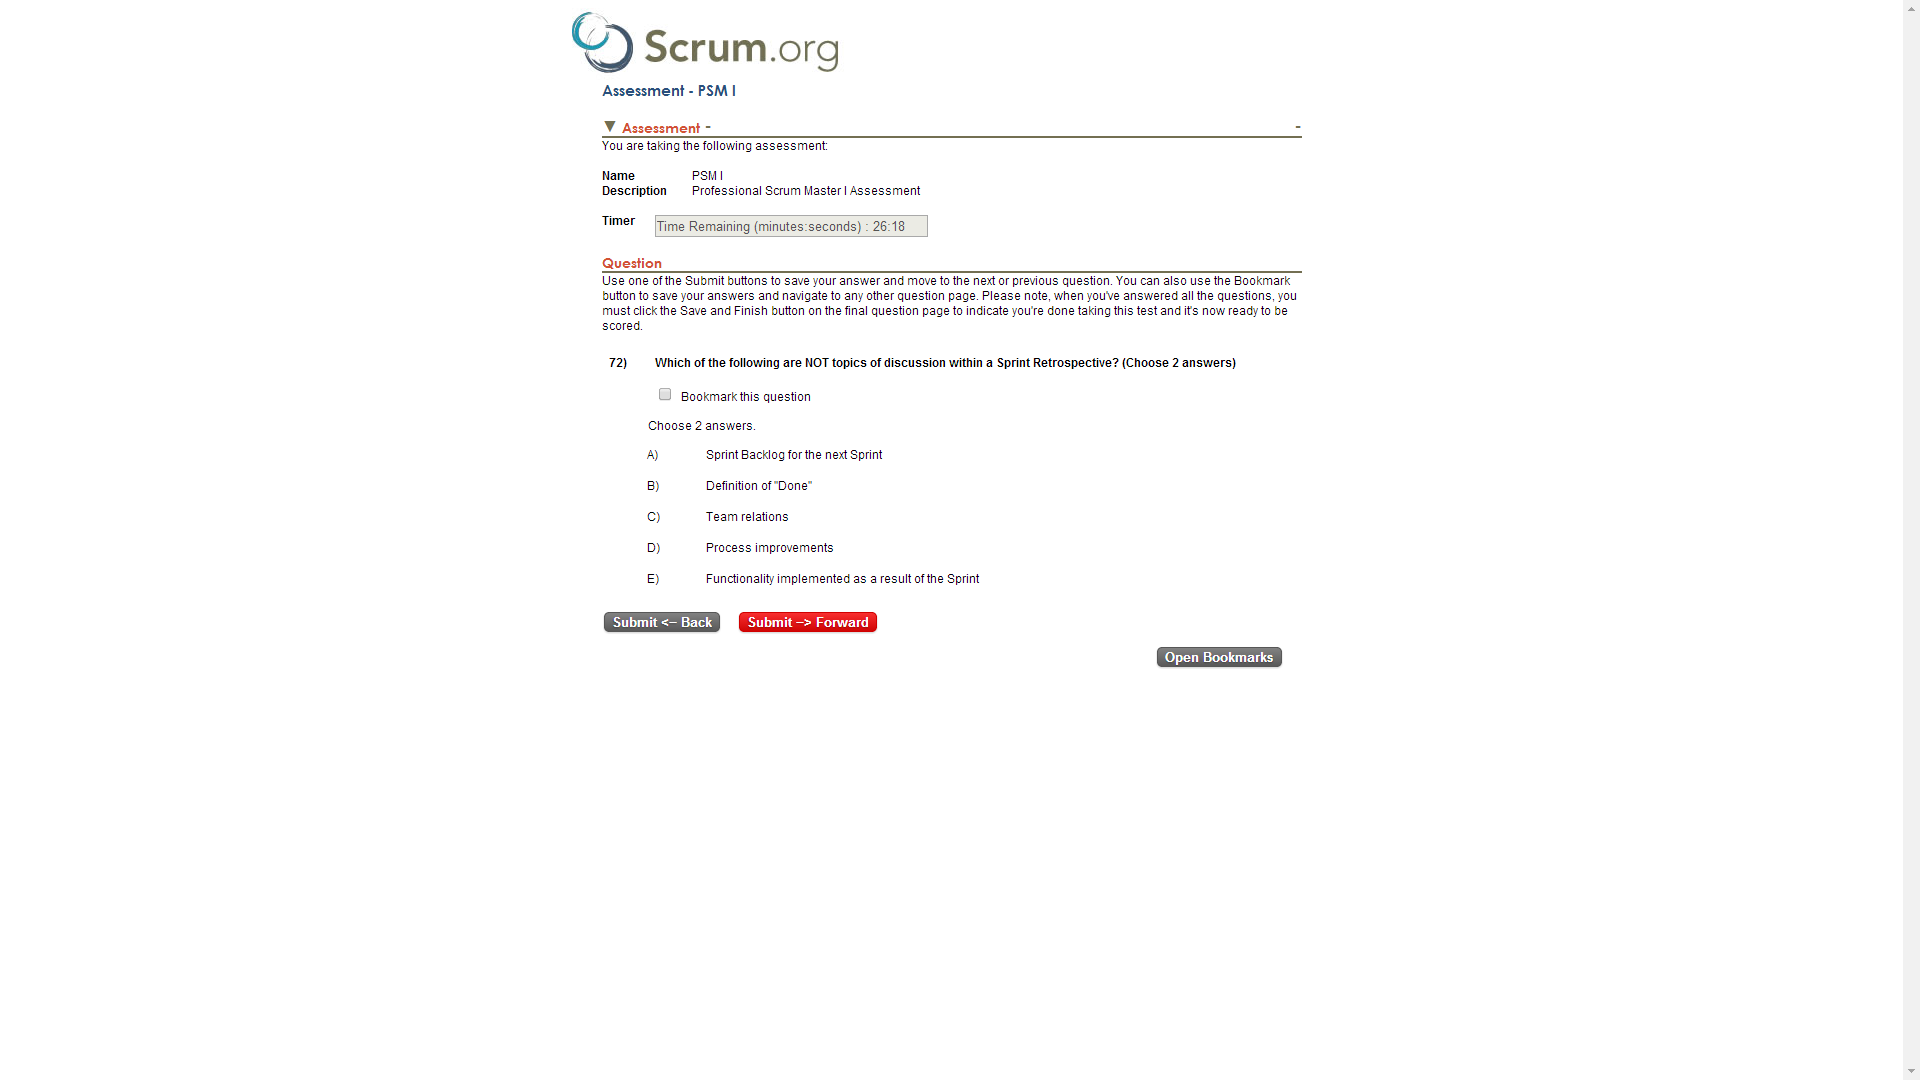 Scrum.org
Assessment - PSM I
▼ Assessment - -
You are taking the following assessment:
Name PSM I
Description Professional Scrum Master I Assessment
Timer Time Remaining (minutes:seconds) : 26:18
Question
Use one of the Submit buttons to save your answer and move to the next or previous question. You can also use the Bookmark
button to save your answers and navigate to any other question page. Please note, when you've answered all the questions, you
must click the Save and Finish button on the final question page to indicate you're done taking this test and it's now ready to be
scored.
72) Which of the following are NOT topics of discussion within a Sprint Retrospective? (Choose 2 answers)
Bookmark this question
Choose 2 answers.
A) Sprint Backlog for the next Sprint
B) Definition of "Done"
C) Team relations
D) Process improvements
E) Functionality implemented as a result of the Sprint
Submit <-- Back Submit --> Forward
Open Bookmarks